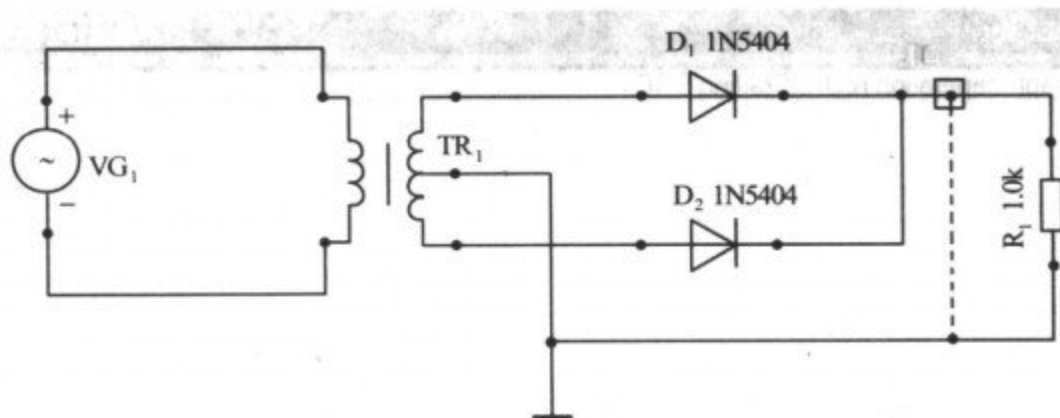 D₁ 1N5404
+
~
VG₁
−
TR₁
D₂ 1N5404
R₁ 1.0k